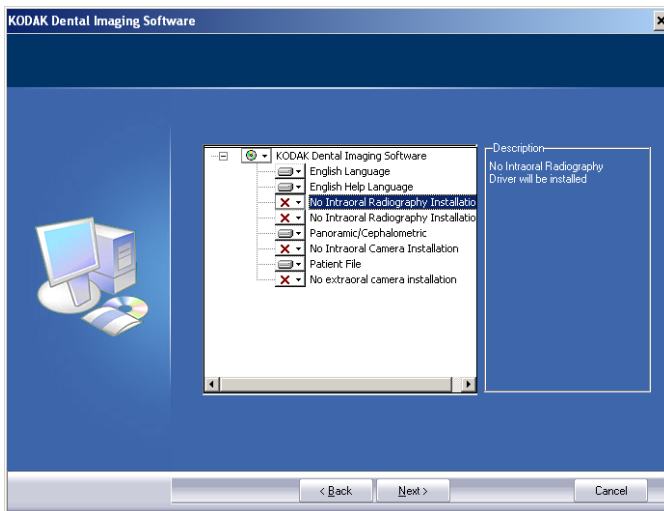 KODAK Dental Imaging Software
KODAK Dental Imaging Software
English Language
English Help Language
No Intraoral Radiography Installatio
No Intraoral Radiography Installatio
Panoramic/Cephalometric
No Intraoral Camera Installation
Patient File
No extraoral camera installation
Description
No Intraoral Radiography
Driver will be installed
< Back
Next >
Cancel